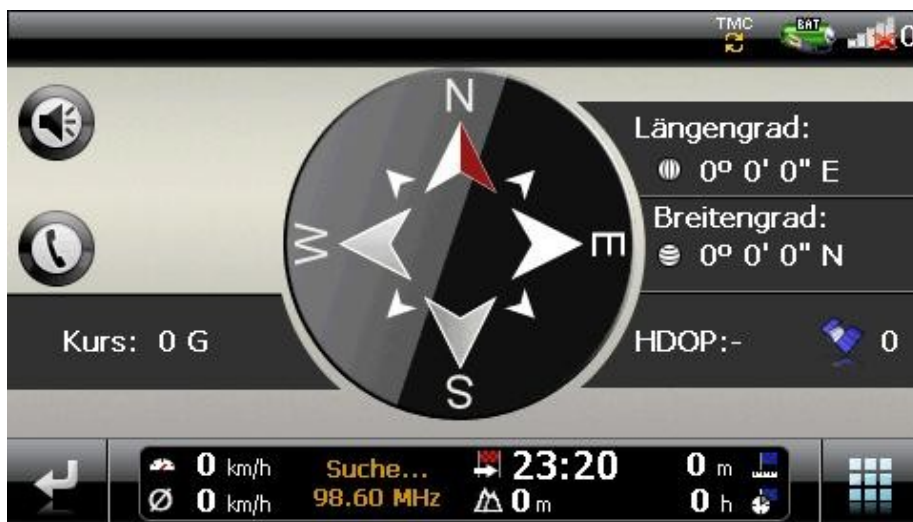 TMC
BAT
0
N
Längengrad:
0º 0' 0" E
W
E
Breitengrad:
0º 0' 0" N
Kurs: 0 G
HDOP:-
0
S
0 km/h
Suche...
23:20
0 m
0 km/h
98.60 MHz
0 m
0 h